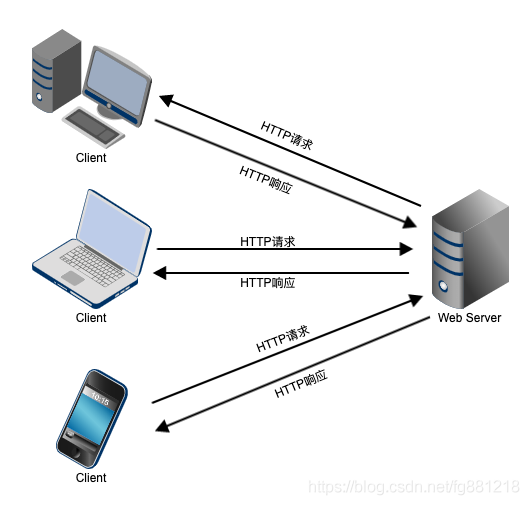 HTTP请求
HTTP响应
Client
HTTP请求
HTTP响应
Client
Web Server
HTTP请求
HTTP响应
10:15
Client
https://blog.csdn.net/fg881218